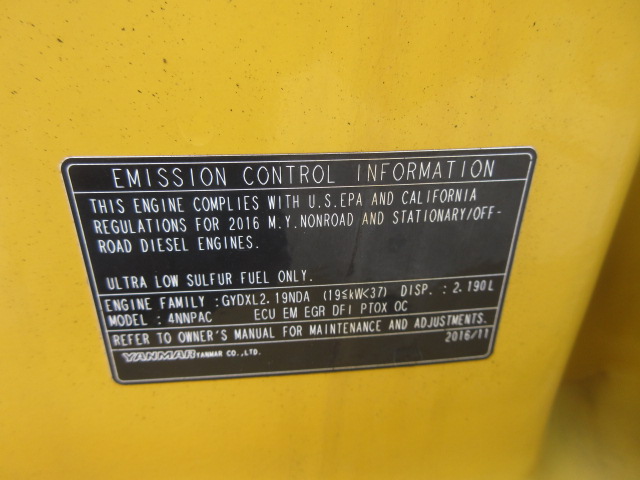 EMISSION CONTROL INFORMATION
THIS ENGINE COMPLIES WITH U.S.EPA AND CALIFORNIA
REGULATIONS FOR 2016 M.Y.NONROAD AND STATIONARY/OFF-
ROAD DIESEL ENGINES.
ULTRA LOW SULFUR FUEL ONLY.
ENGINE FAMILY :GYDXL2.19NDA (19≦kW<37) DISP. :2.190L
MODEL : 4NNPAC ECU EM EGR DFI PTOX OC
REFER TO OWNER'S MANUAL FOR MAINTENANCE AND ADJUSTMENTS.
2016/11
YANMAR YANMAR CO.,LTD.